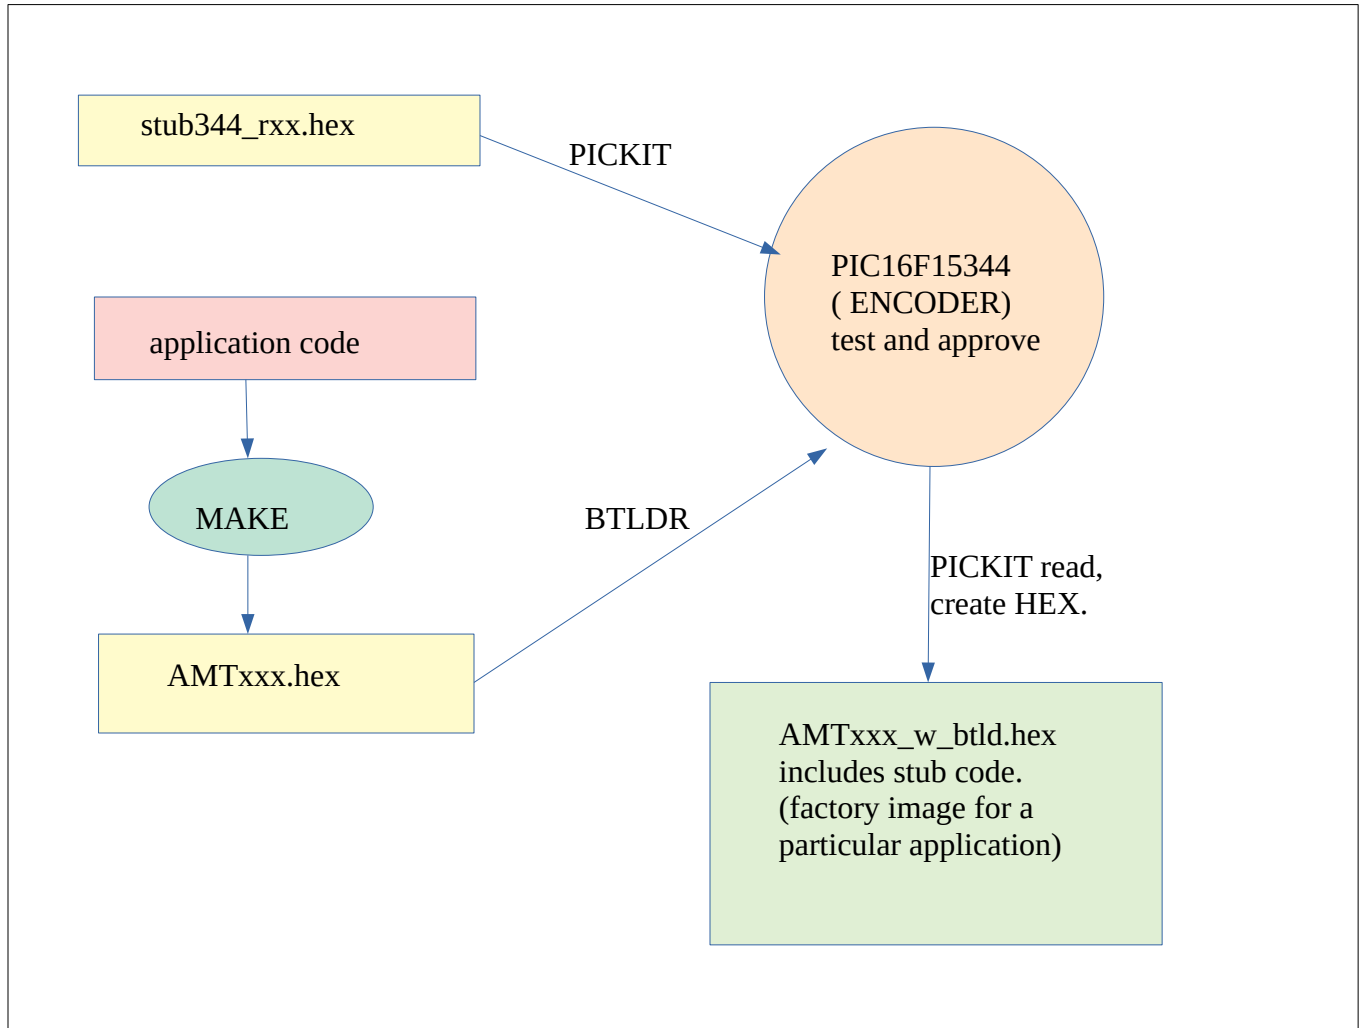 stub344_rxx.hex
PICKIT
PIC16F15344
( ENCODER)
test and approve
application code
MAKE
BTLDR
PICKIT read,
create HEX.
AMTxxx.hex
AMTxxx_w_btld.hex
includes stub code.
(factory image for a
particular application)